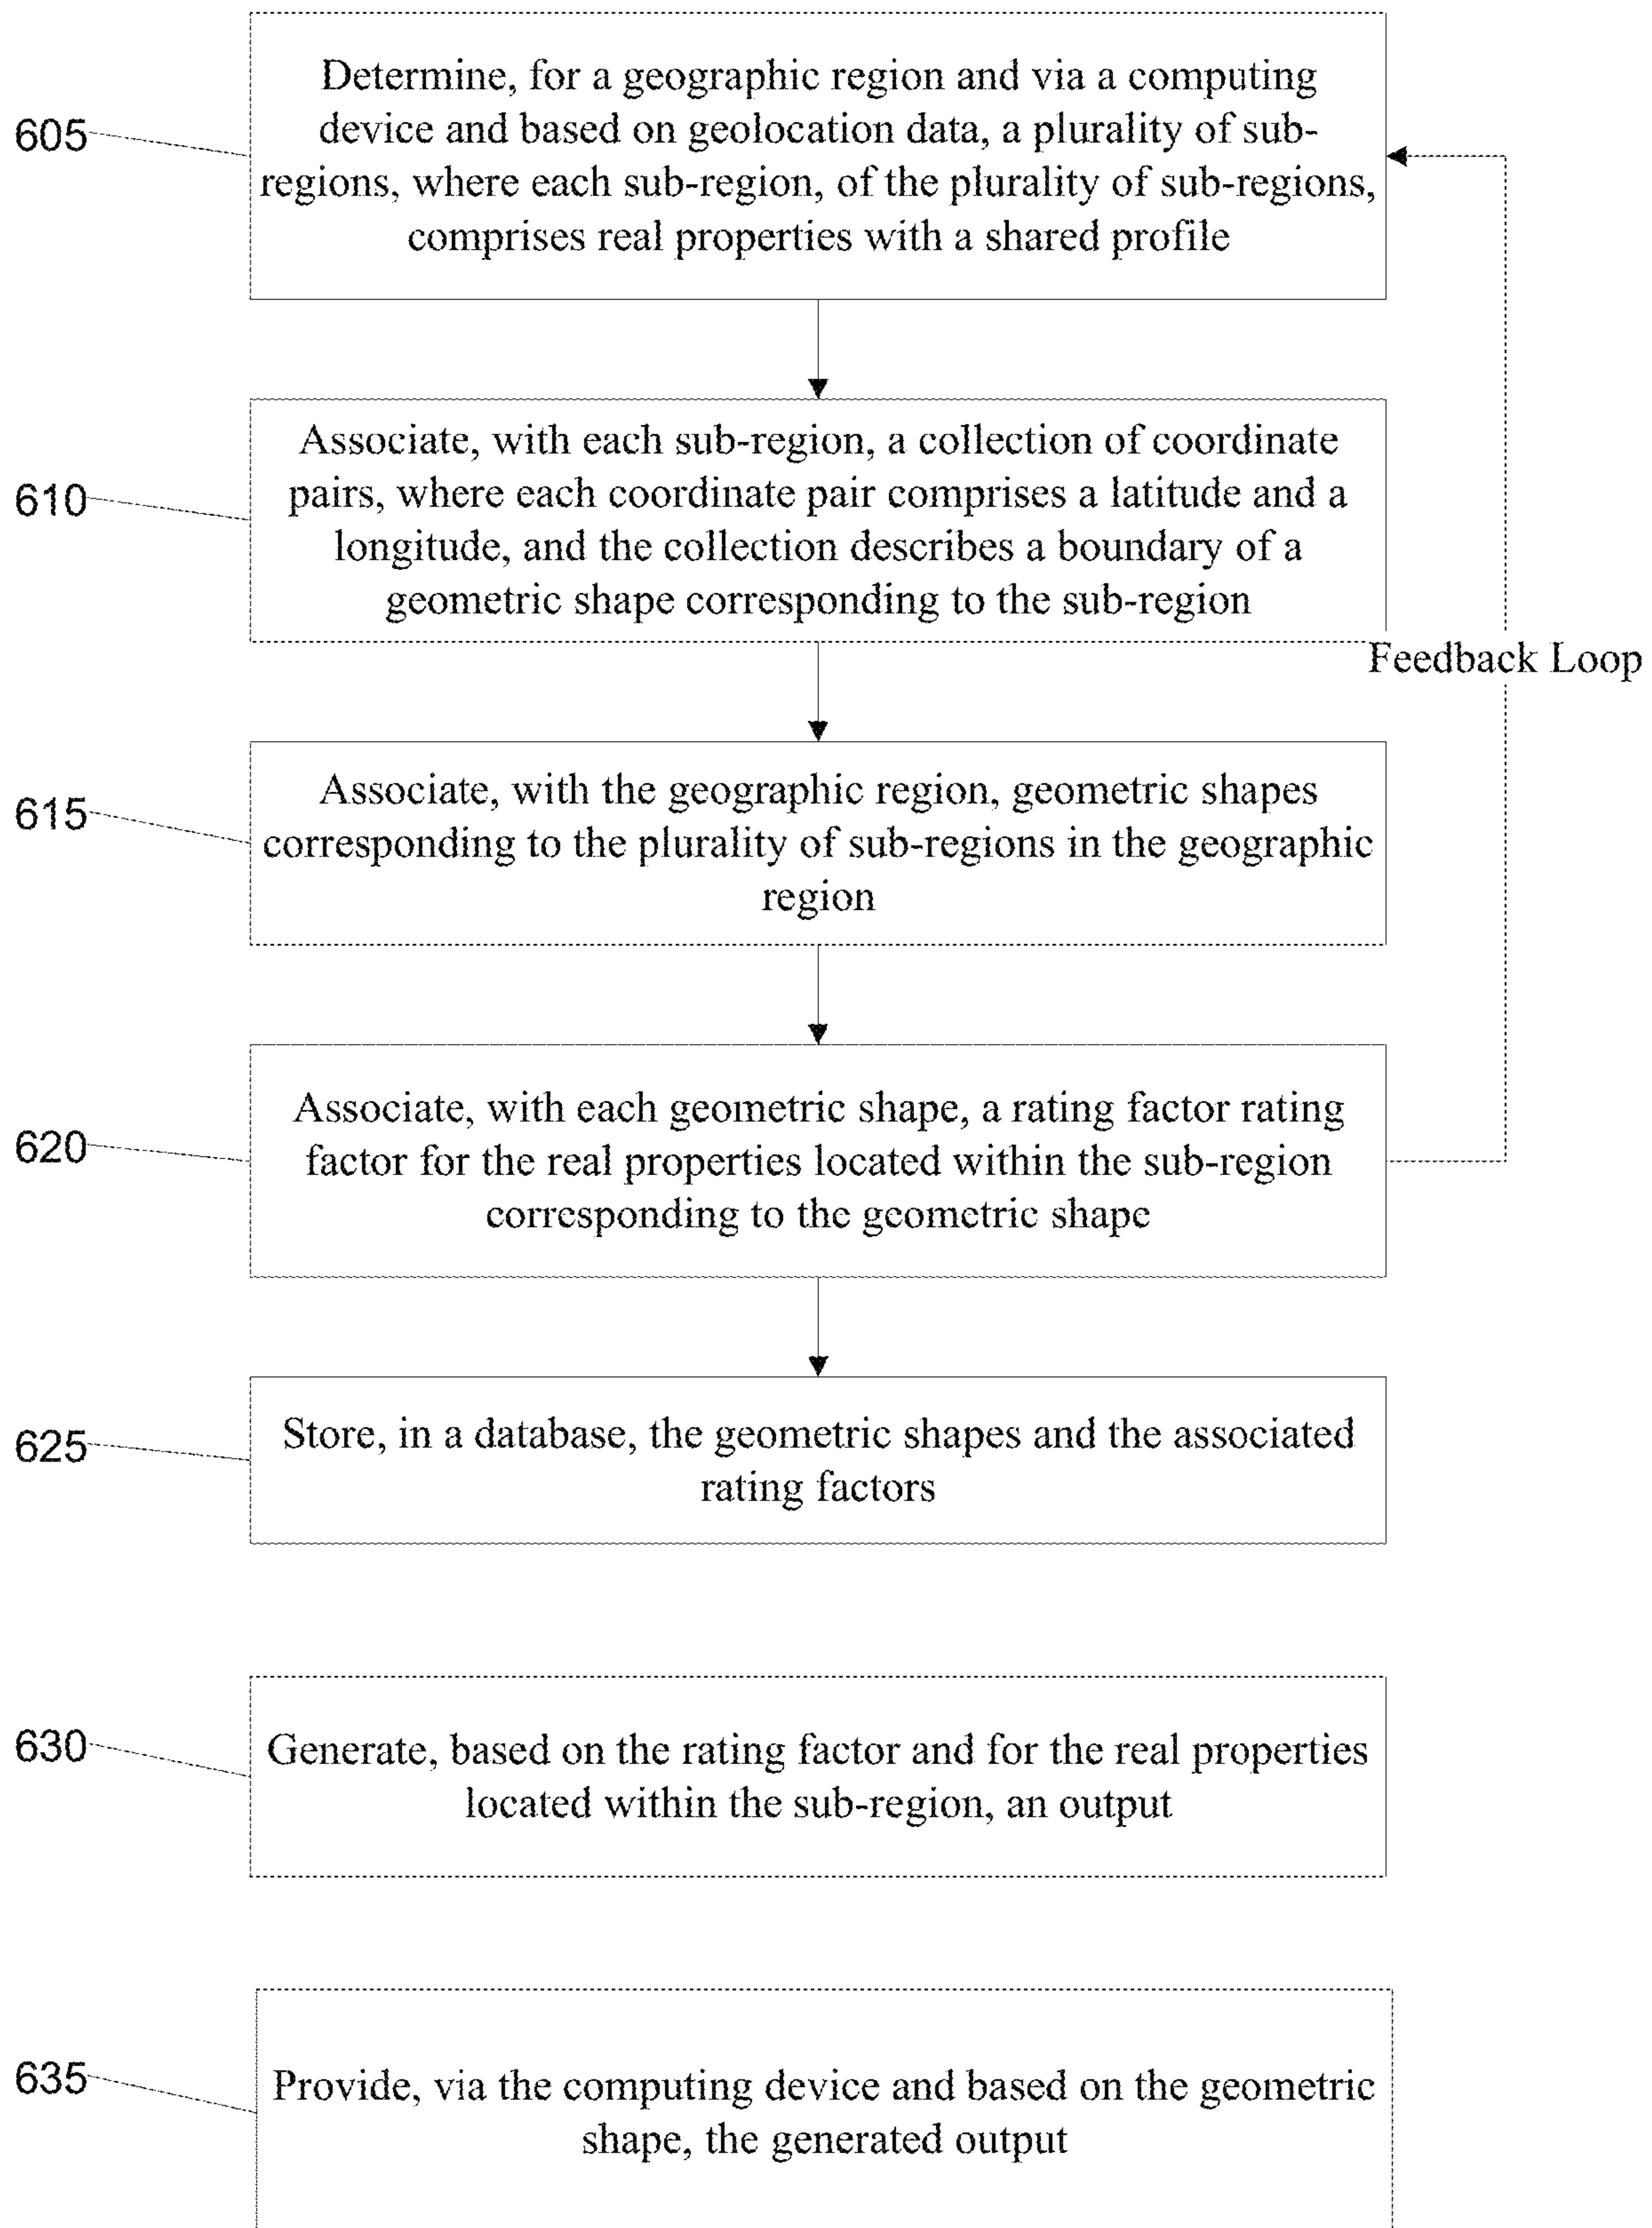 605
Determine, for a geographic region and via a computing
device and based on geolocation data, a plurality of sub-
regions, where each sub-region, of the plurality of sub-regions,
comprises real properties with a shared profile
610
Associate, with each sub-region, a collection of coordinate
pairs, where each coordinate pair comprises a latitude and a
longitude, and the collection describes a boundary of a
geometric shape corresponding to the sub-region
Feedback Loop
615
Associate, with the geographic region, geometric shapes
corresponding to the plurality of sub-regions in the geographic
region
620
Associate, with each geometric shape, a rating factor rating
factor for the real properties located within the sub-region
corresponding to the geometric shape
625
Store, in a database, the geometric shapes and the associated
rating factors
630
Generate, based on the rating factor and for the real properties
located within the sub-region, an output
635
Provide, via the computing device and based on the geometric
shape, the generated output